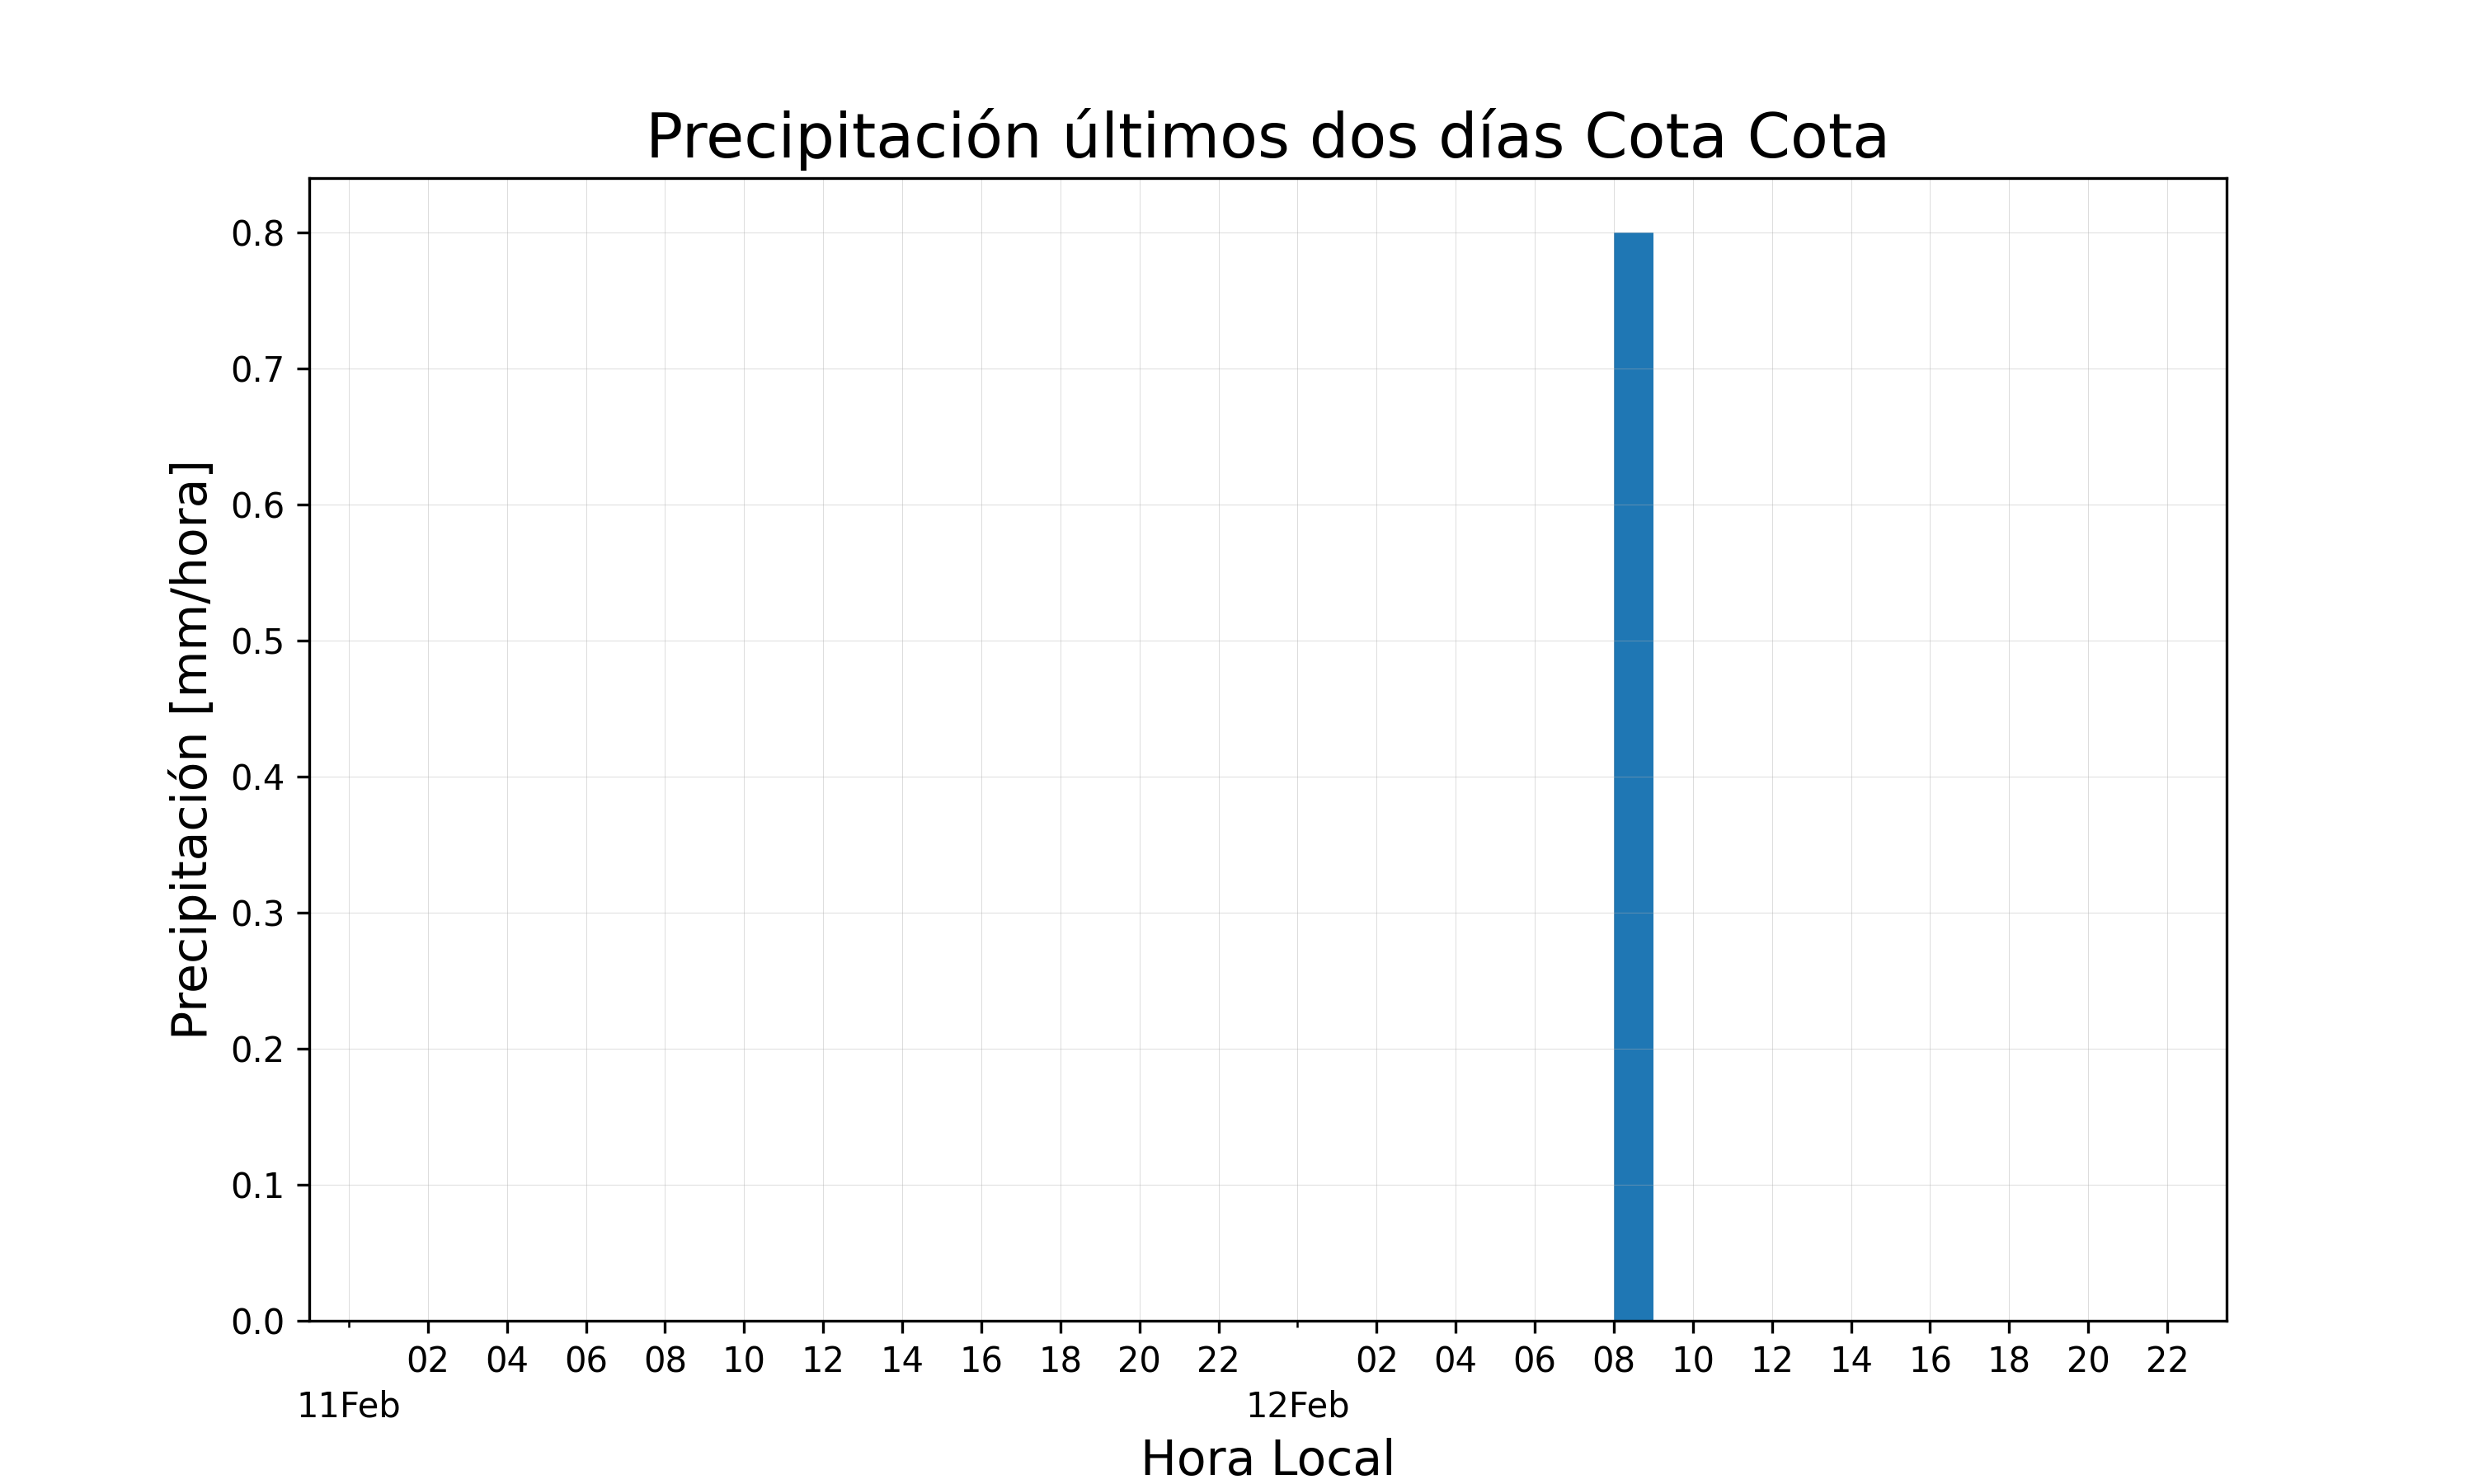 Precipitación últimos dos días Cota Cota
Precipitación [mm/hora]
0.8
0.7
0.6
0.5
0.4
0.3
0.2
0.1
0.0
02 04 06 08 10 12 14 16 18 20 22 02 04 06 08 10 12 14 16 18 20 22
11Feb 12Feb
Hora Local